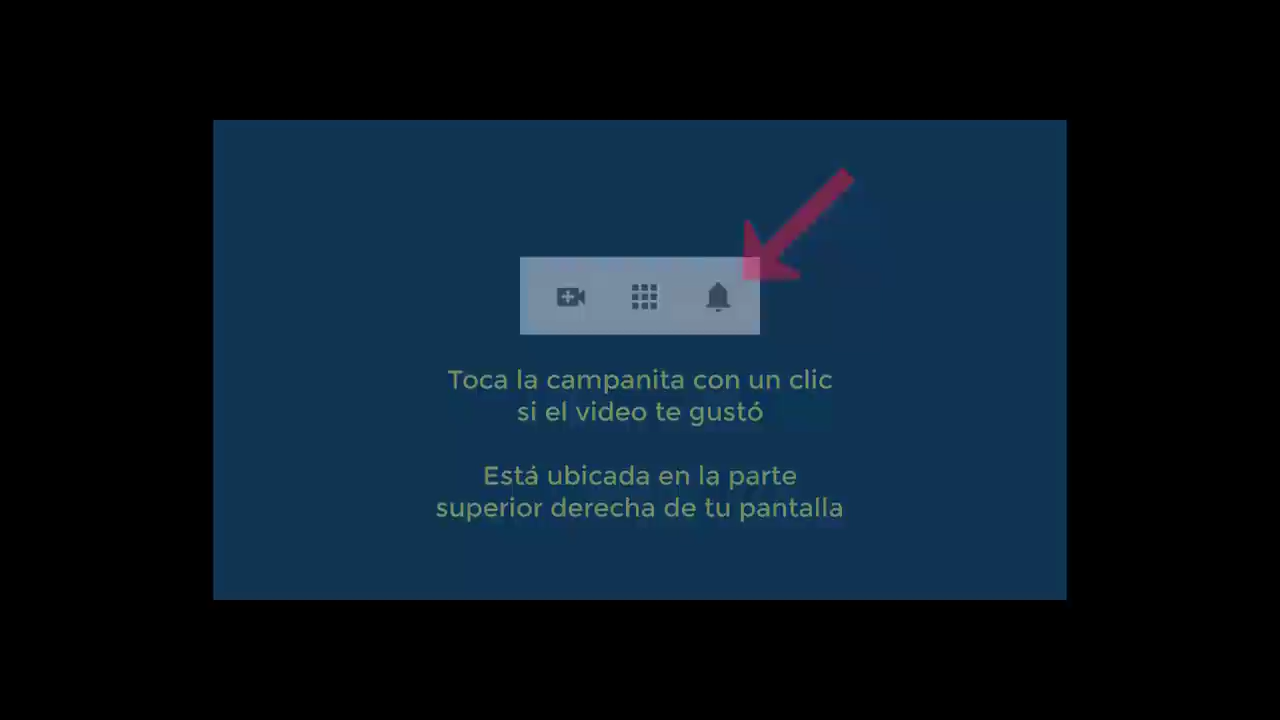 Toca la campanita con un clic
si el video te gustó
Está ubicada en la parte
superior derecha de tu pantalla